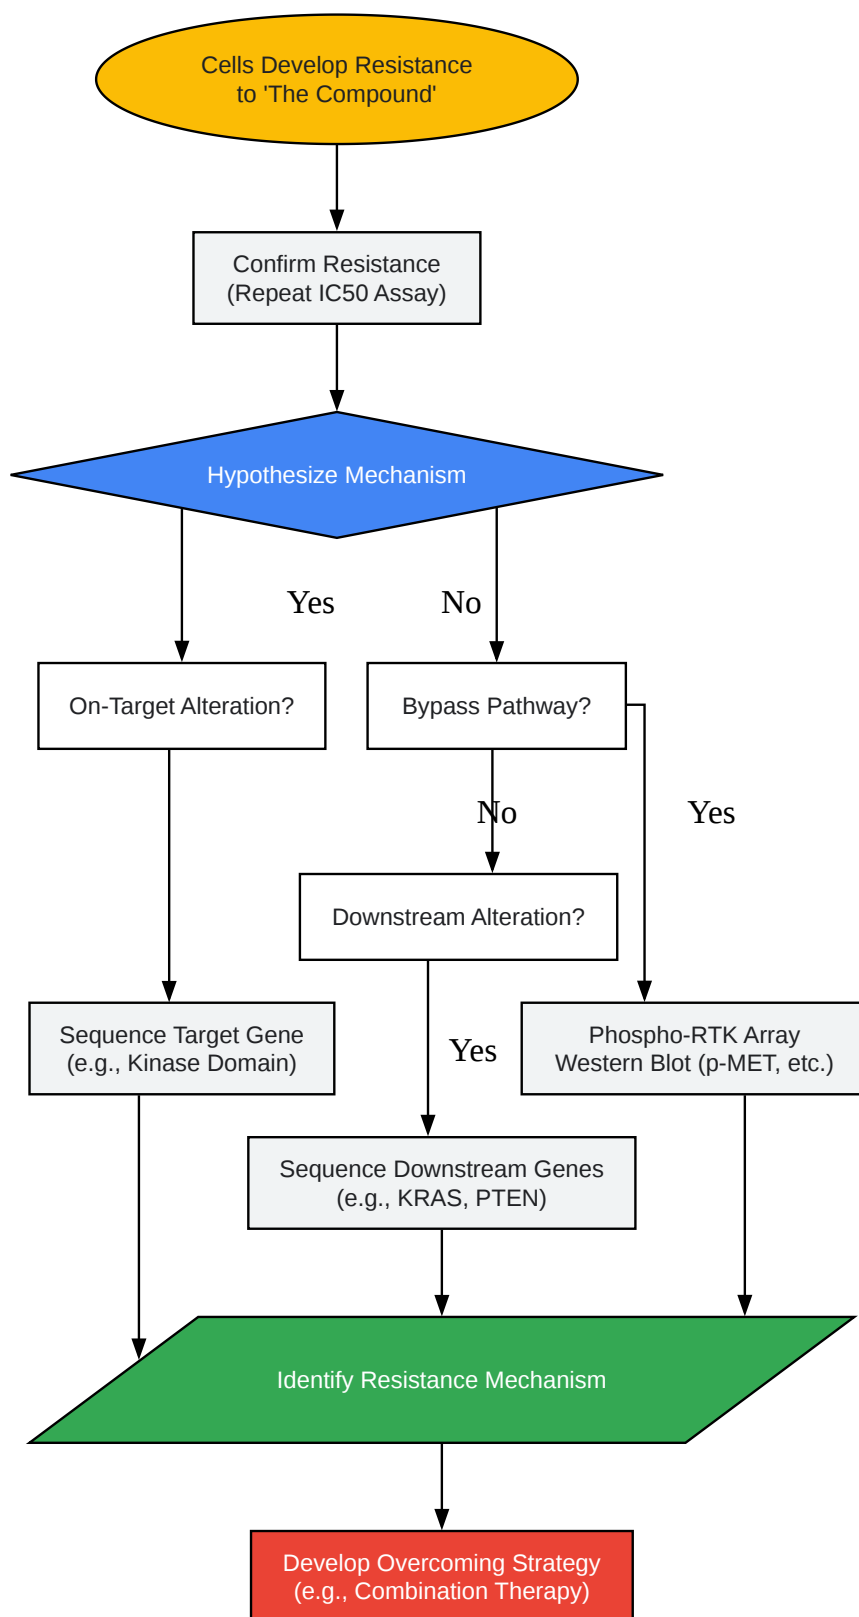 Cells Develop Resistance
to 'The Compound'
Confirm Resistance
(Repeat IC50 Assay)
Hypothesize Mechanism
Yes
No
On-Target Alteration?
Bypass Pathway?
No
Yes
Downstream Alteration?
Sequence Target Gene
(e.g., Kinase Domain)
Phospho-RTK Array
Western Blot (p-MET, etc.)
Yes
Sequence Downstream Genes
(e.g., KRAS, PTEN)
Identify Resistance Mechanism
Develop Overcoming Strategy
(e.g., Combination Therapy)